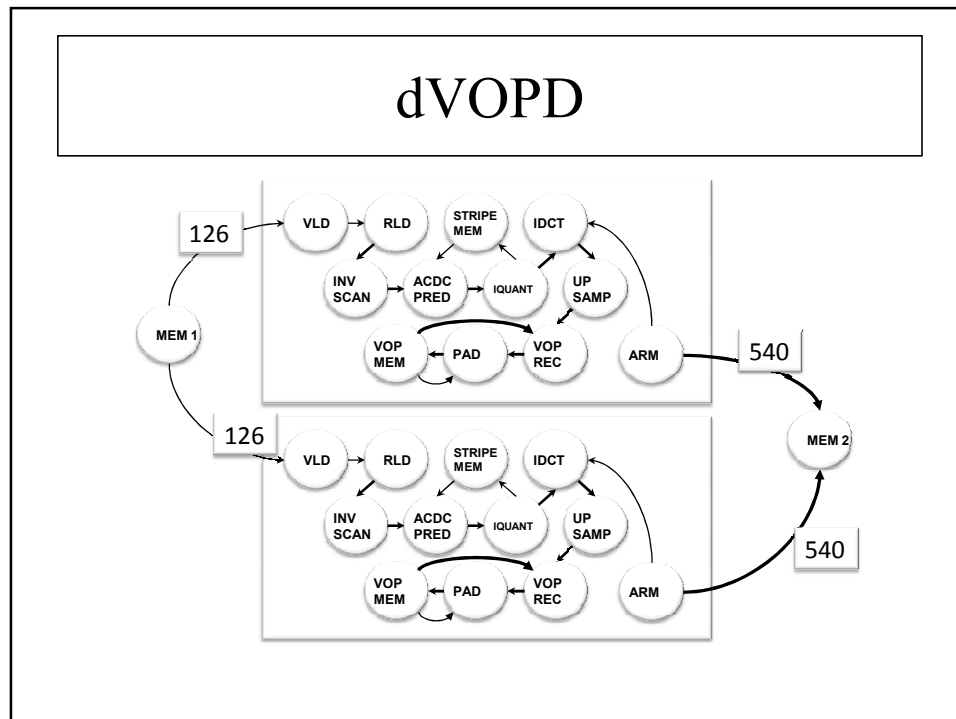 dVOPD
126
VLD
RLD
STRIPE
MEM
IDCT
INV
SCAN
ACDC
PRED
IQUANT
UP
SAMP
MEM 1
VOP
MEM
PAD
VOP
REC
ARM
540
126
VLD
RLD
STRIPE
MEM
IDCT
MEM 2
INV
SCAN
ACDC
PRED
IQUANT
UP
SAMP
540
VOP
MEM
PAD
VOP
REC
ARM